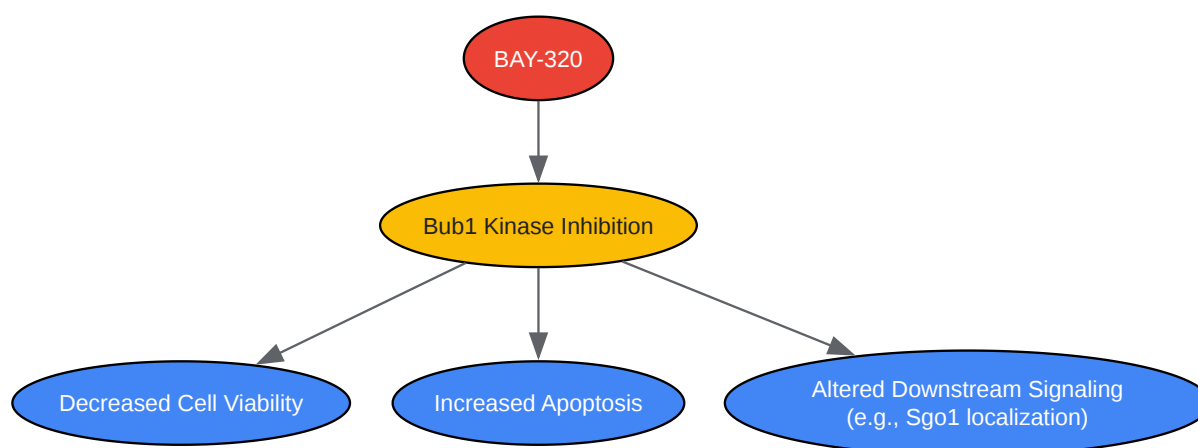 BAY-320
Bub1 Kinase Inhibition
Decreased Cell Viability
Increased Apoptosis
Altered Downstream Signaling
(e.g., Sgo1 localization)